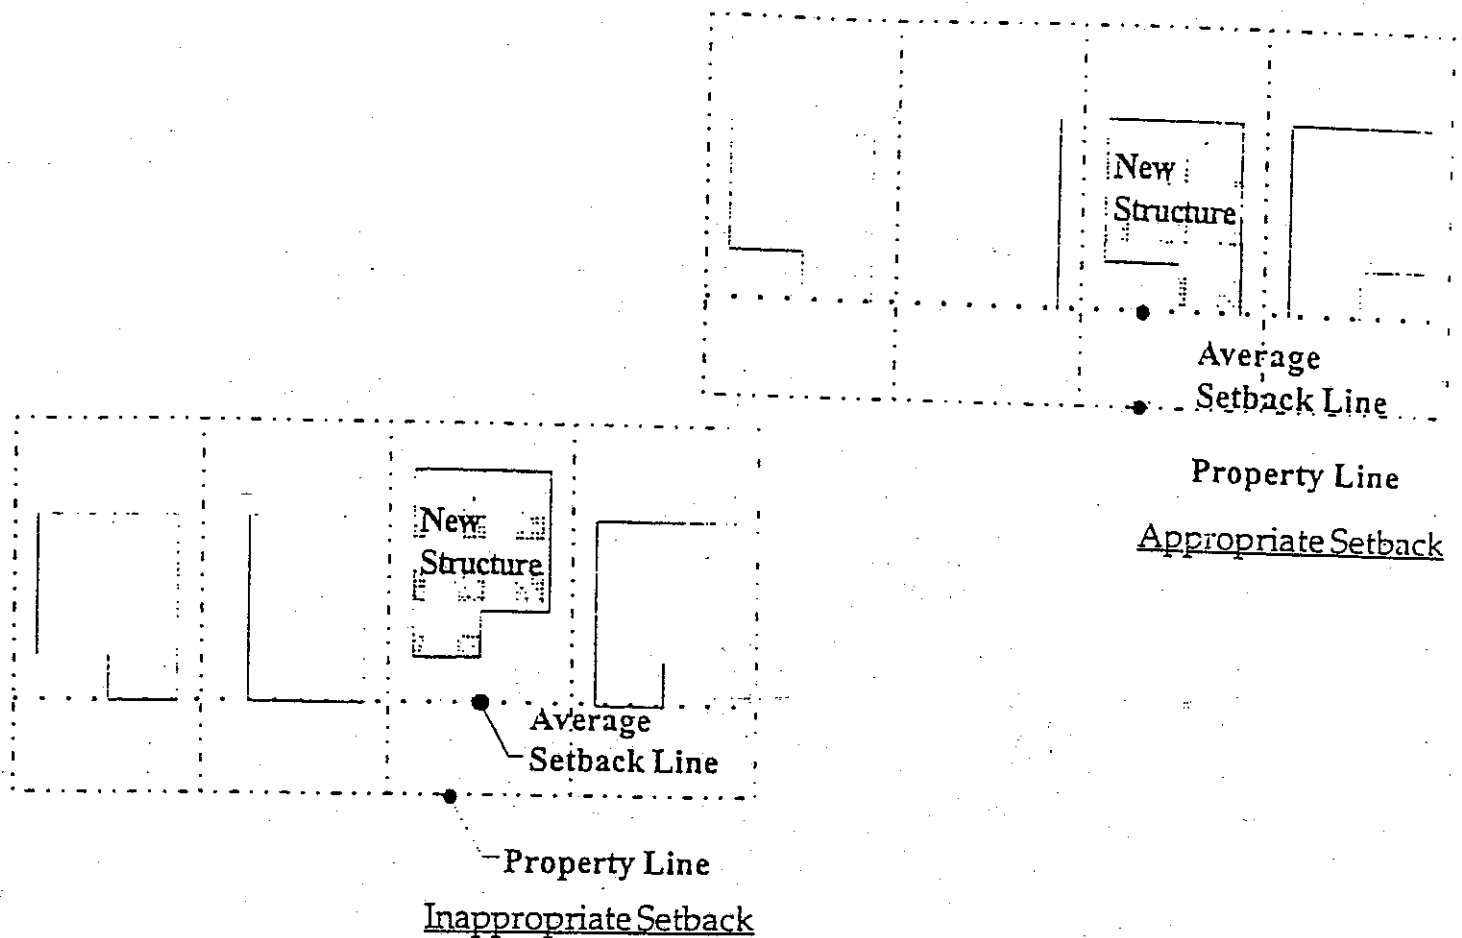 New
Structure
Average
Setback Line
Property Line
Appropriate Setback
New
Structure
Average
Setback Line
Property Line
Inappropriate Setback